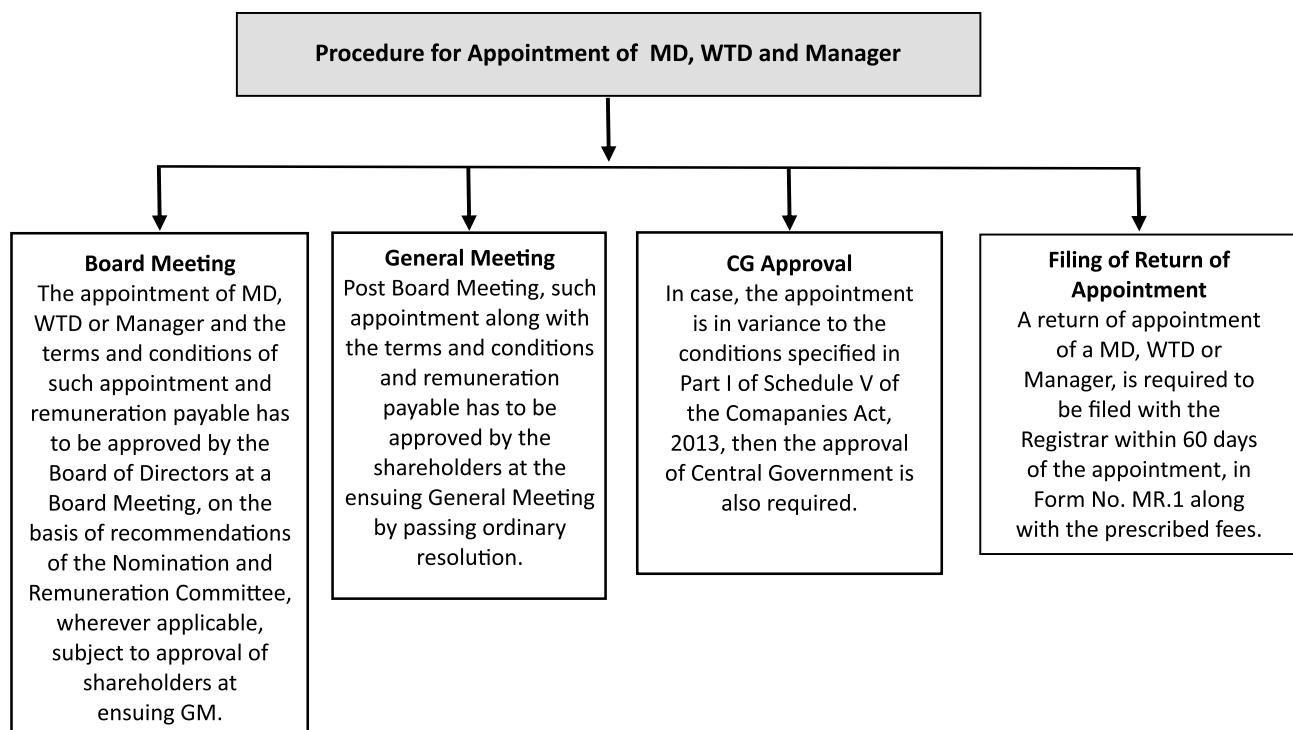 Procedure for Appointment of MD, WTD and Manager
Board Meeting
The appointment of MD,
WTD or Manager and the
terms and conditions of
such appointment and
remuneration payable has
to be approved by the
Board of Directors at a
Board Meeting, on the
basis of recommendations
of the Nomination and
Remuneration Committee,
wherever applicable,
subject to approval of
shareholders at
ensuing GM.
General Meeting
Post Board Meeting, such
appointment along with
the terms and conditions
and remuneration
payable has to be
approved by the
shareholders at the
ensuing General Meeting
by passing ordinary
resolution.
CG Approval
In case, the appointment
is in variance to the
conditions specified in
Part I of Schedule V of
the Comapanies Act,
2013, then the approval
of Central Government is
also required.
Filing of Return of
Appointment
A return of appointment
of a MD, WTD or
Manager, is required to
be filed with the
Registrar within 60 days
of the appointment, in
Form No. MR.1 along
with the prescribed fees.